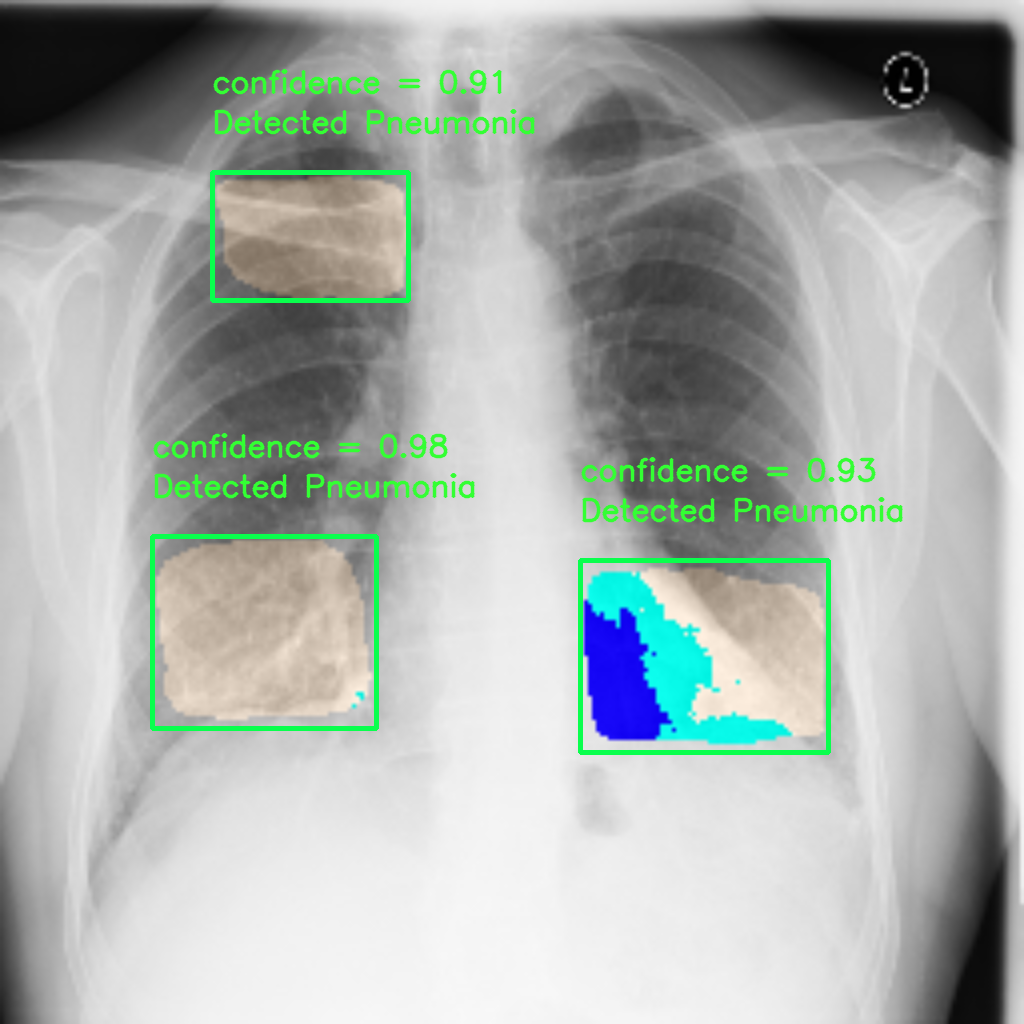 L
confidence = 0.91
Detected Pneumonia
confidence = 0.98
Detected Pneumonia
confidence = 0.93
Detected Pneumonia